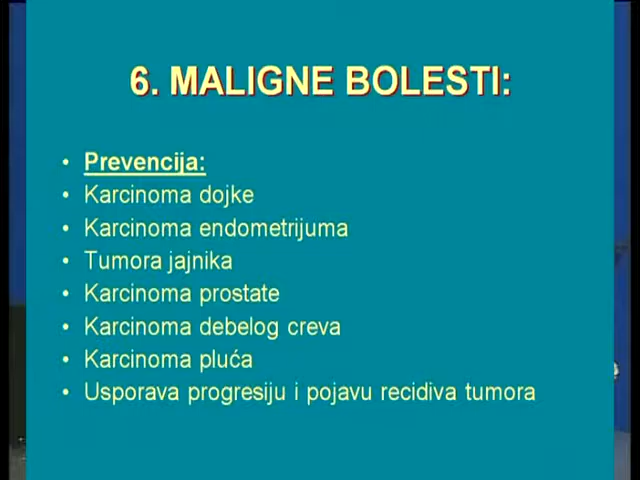 6. MALIGNE BOLESTI:
• Prevencija:
• Karcinoma dojke
• Karcinoma endometrijuma
• Tumora jajnika
• Karcinoma prostate
• Karcinoma debelog creva
• Karcinoma pluća
• Usporava progresiju i pojavu recidiva tumora